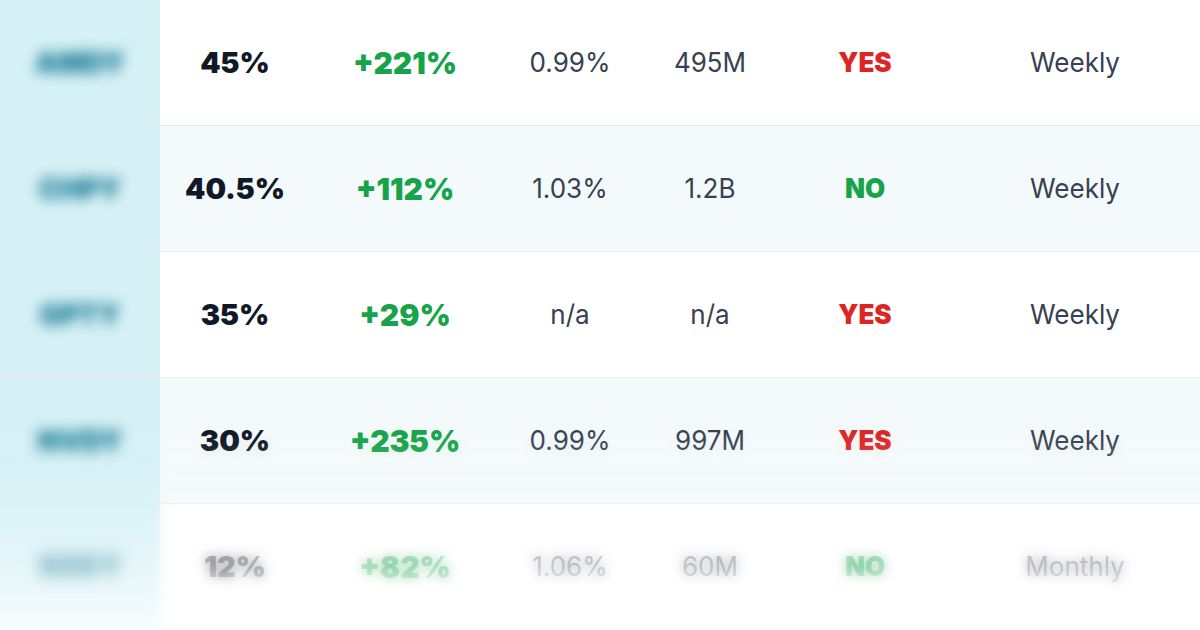 45% +221% 0.99% 495M YES Weekly
40.5% +112% 1.03% 1.2B NO Weekly
35% +29% n/a n/a YES Weekly
30% +235% 0.99% 997M YES Weekly
12% +82% 1.06% 60M NO Monthly